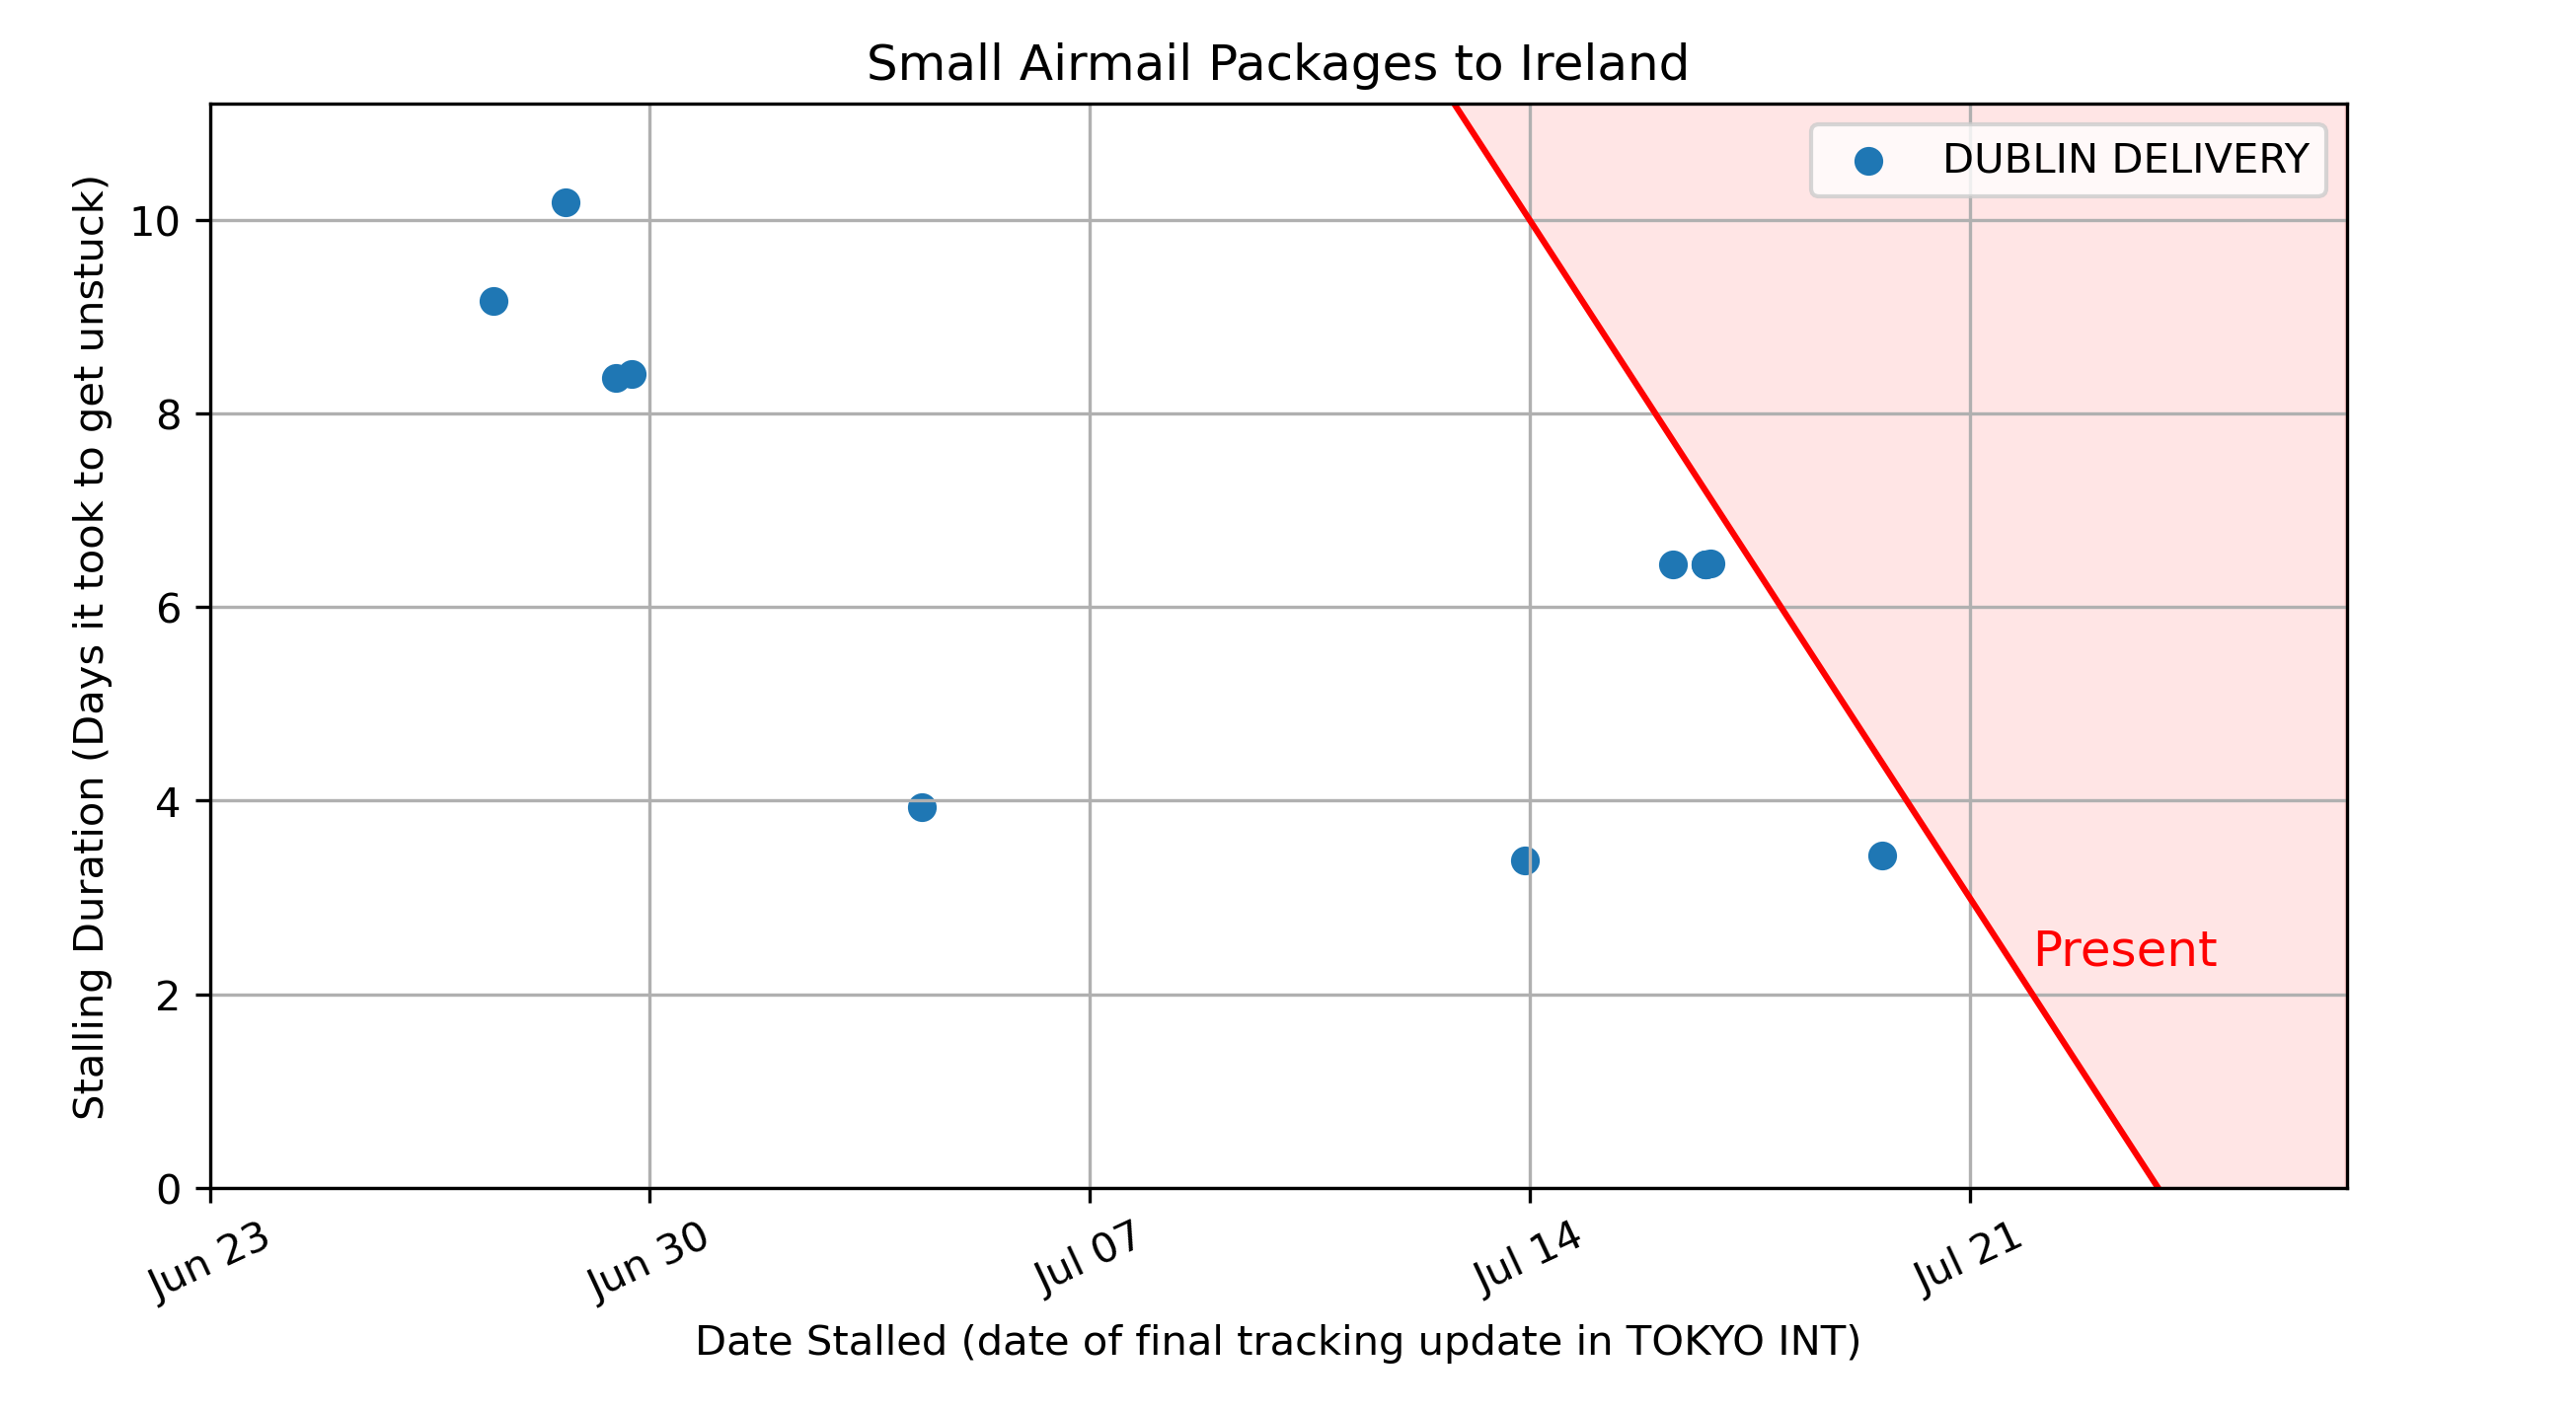 Small Airmail Packages to Ireland
DUBLIN DELIVERY
Stalling Duration (Days it took to get unstuck)
10
8
6
4
2
0
Present
Jun 23
Jun 30
Jul 07
Jul 14
Jul 21
Date Stalled (date of final tracking update in TOKYO INT)